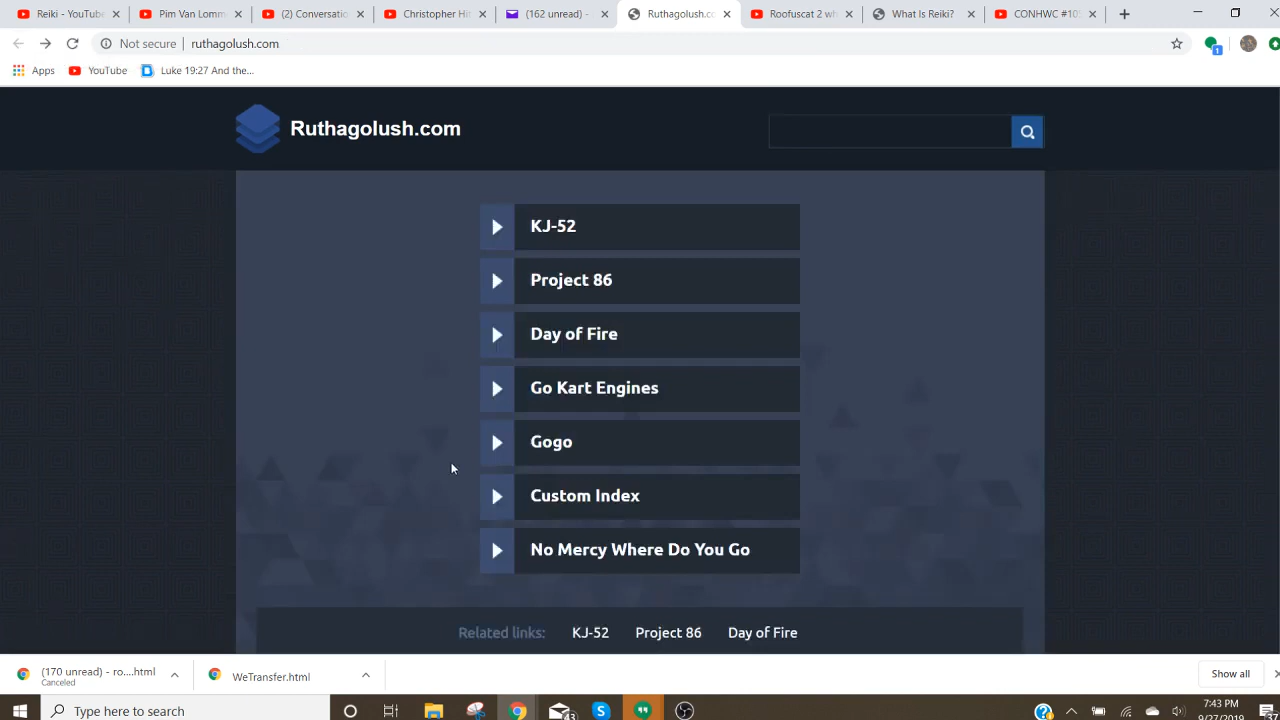 Reiki - YouTube
Pim Van Lomm
(2) Conversatio
Christopher Hit
(162 unread) -
Ruthagolush.co
Roofuscat 2 wh
What Is Reiki?
CONHWC #10
Not secure ruthagolush.com
1
Apps YouTube Luke 19:27 And the...
Ruthagolush.com
KJ-52
Project 86
Day of Fire
Go Kart Engines
Gogo
Custom Index
No Mercy Where Do You Go
Related links: KJ-52 Project 86 Day of Fire
(170 unread) - ro....html
Canceled
WeTransfer.html
Show all
Type here to search
43
7:43 PM
9/27/2019